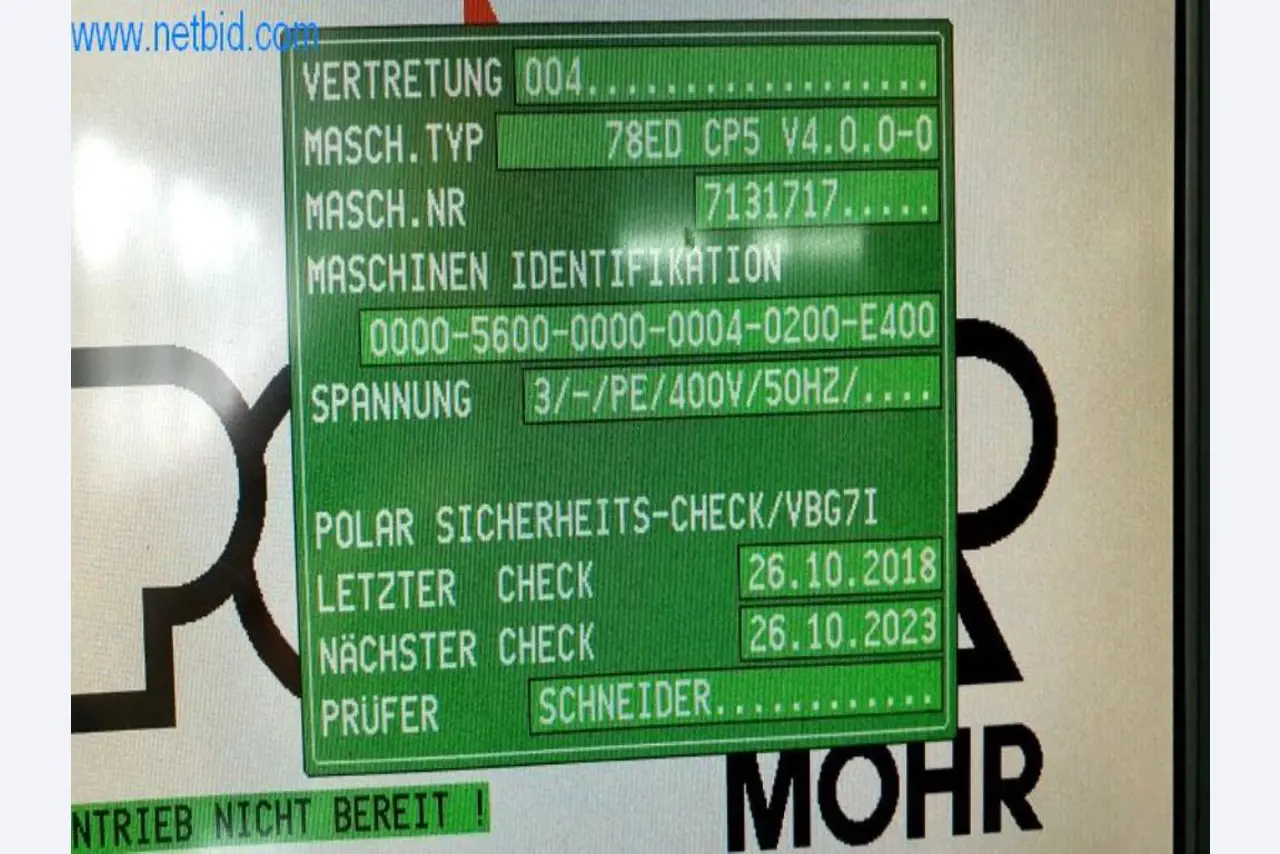 www.netbid.com
VERTRETUNG 004..................
MASCH.TYP 78ED CP5 V4.0.0-0
MASCH.NR 7131717.....
MASCHINEN IDENTIFIKATION
0000-5600-0000-0004-0200-E400
SPANNUNG 3/-/PE/400V/50HZ/....
POLAR SICHERHEITS-CHECK/VBG7I
LETZTER CHECK 26.10.2018
NÄCHSTER CHECK 26.10.2023
PRÜFER SCHNEIDER............
MOHR
NTRIEB NICHT BEREIT !